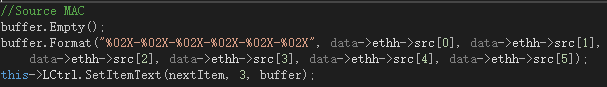 //Source MAC
buffer.Empty();
buffer.Format("%02X-%02X-%02X-%02X-%02X-%02X", data->ethh->src[0], data->ethh->src[1],
data->ethh->src[2], data->ethh->src[3], data->ethh->src[4], data->ethh->src[5]);
this->LCtrl.SetItemText(nextItem, 3, buffer);